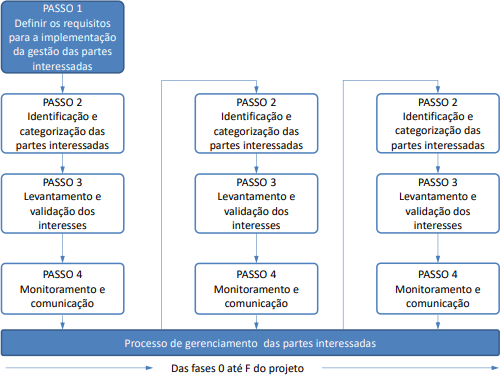 PASSO 1
Definir os requisitos
para a implementação
da gestão das partes
interessadas
PASSO 2
Identificação e
categorização das
partes interessadas
PASSO 3
Levantamento e
validação dos
interesses
PASSO 4
Monitoramento e
comunicação
PASSO 2
Identificação e
categorização das
partes interessadas
PASSO 3
Levantamento e
validação dos
interesses
PASSO 4
Monitoramento e
comunicação
PASSO 2
Identificação e
categorização das
partes interessadas
PASSO 3
Levantamento e
validação dos
interesses
PASSO 4
Monitoramento e
comunicação
Processo de gerenciamento das partes interessadas
Das fases 0 até F do projeto